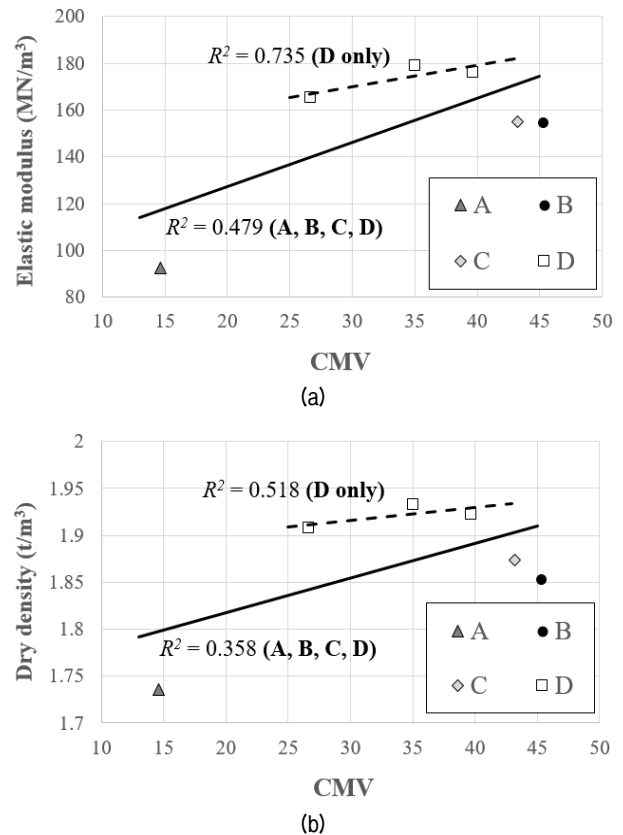 200
180
160
140
120
100
80
Elastic modulus (MN/m³)
R² = 0.735 (D only)
R² = 0.479 (A, B, C, D)
A B
C D
10 15 20 25 30 35 40 45 50
CMV
(a)
2
1.95
1.9
1.85
1.8
1.75
1.7
Dry density (t/m³)
R² = 0.518 (D only)
R² = 0.358 (A, B, C, D)
A B
C D
10 15 20 25 30 35 40 45 50
CMV
(b)